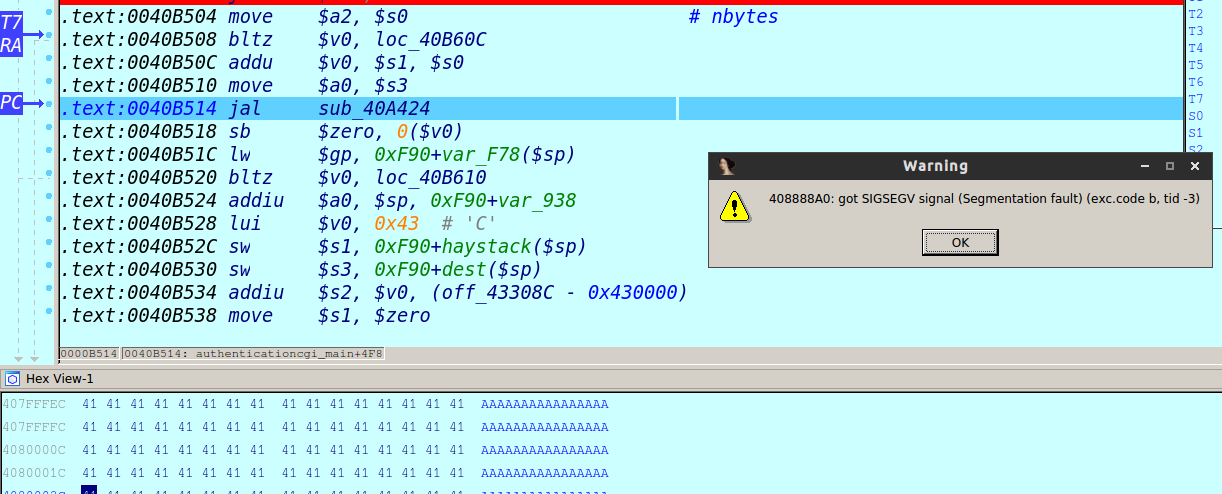 .text:0040B504 move $a2, $s0 # nbytes
.text:0040B508 bltz $v0, loc_40B60C
.text:0040B50C addu $v0, $s1, $s0
.text:0040B510 move $a0, $s3
.text:0040B514 jal sub_40A424
.text:0040B518 sb $zero, 0($v0)
.text:0040B51C lw $gp, 0xF90+var_F78($sp)
.text:0040B520 bltz $v0, loc_40B610
.text:0040B524 addiu $a0, $sp, 0xF90+var_938
.text:0040B528 lui $v0, 0x43 # 'C'
.text:0040B52C sw $s1, 0xF90+haystack($sp)
.text:0040B530 sw $s3, 0xF90+dest($sp)
.text:0040B534 addiu $s2, $v0, (off_43308C - 0x430000)
.text:0040B538 move $s1, $zero
T7
RA
PC
T2
T3
T4
T5
T6
T7
S0
S1
S2
Warning
408888A0: got SIGSEGV signal (Segmentation fault) (exc.code b, tid -3)
OK
0000B514 0040B514: authenticationcgi_main+4F8
Hex View-1
407FFFEC 41 41 41 41 41 41 41 41 41 41 41 41 41 41 41 41 AAAAAAAAAAAAAAAA
407FFFFC 41 41 41 41 41 41 41 41 41 41 41 41 41 41 41 41 AAAAAAAAAAAAAAAA
4080000C 41 41 41 41 41 41 41 41 41 41 41 41 41 41 41 41 AAAAAAAAAAAAAAAA
4080001C 41 41 41 41 41 41 41 41 41 41 41 41 41 41 41 41 AAAAAAAAAAAAAAAA